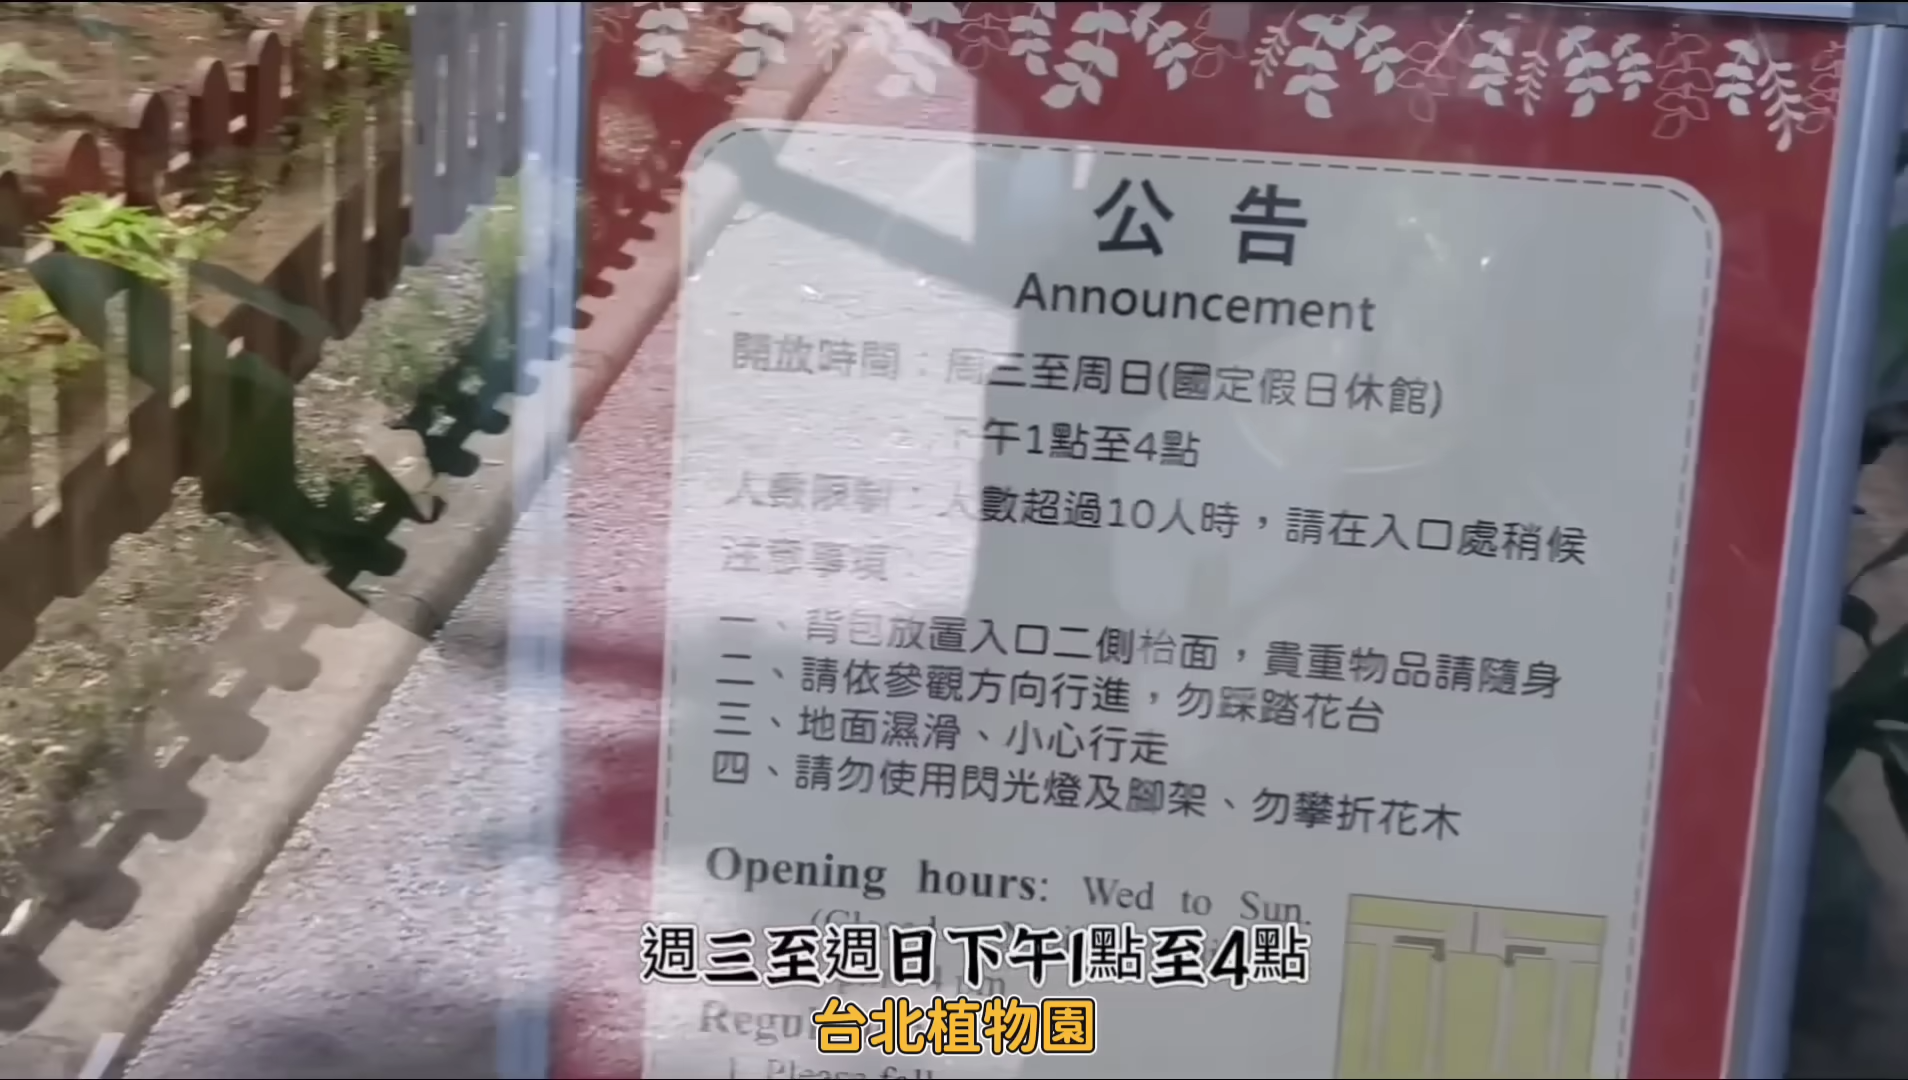 公告
Announcement
開放時間：周三至周日(國定假日休館)
下午1點至4點
人數限制：人數超過10人時，請在入口處稍候
注意事項：
一、背包放置入口二側枱面，貴重物品請隨身
二、請依參觀方向行進，勿踩踏花台
三、地面濕滑、小心行走
四、請勿使用閃光燈及腳架、勿攀折花木
Opening hours: Wed to Sun.
週三至週日下午1點至4點
台北植物園
1 Please